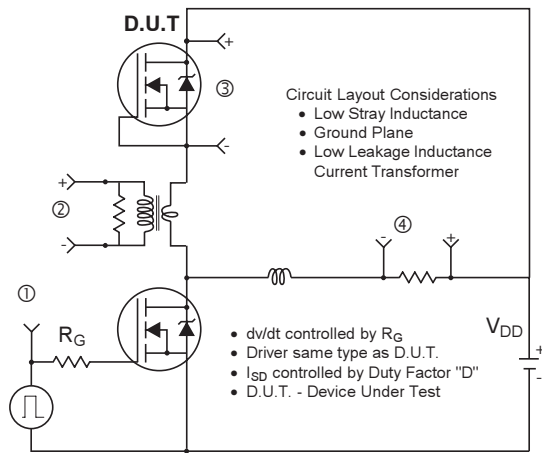 D.U.T
+
③
-
Circuit Layout Considerations
• Low Stray Inductance
• Ground Plane
• Low Leakage Inductance
Current Transformer
+
②
-
④
-
+
①
RG
• dv/dt controlled by RG
• Driver same type as D.U.T.
• ISD controlled by Duty Factor "D"
• D.U.T. - Device Under Test
VDD
+
-